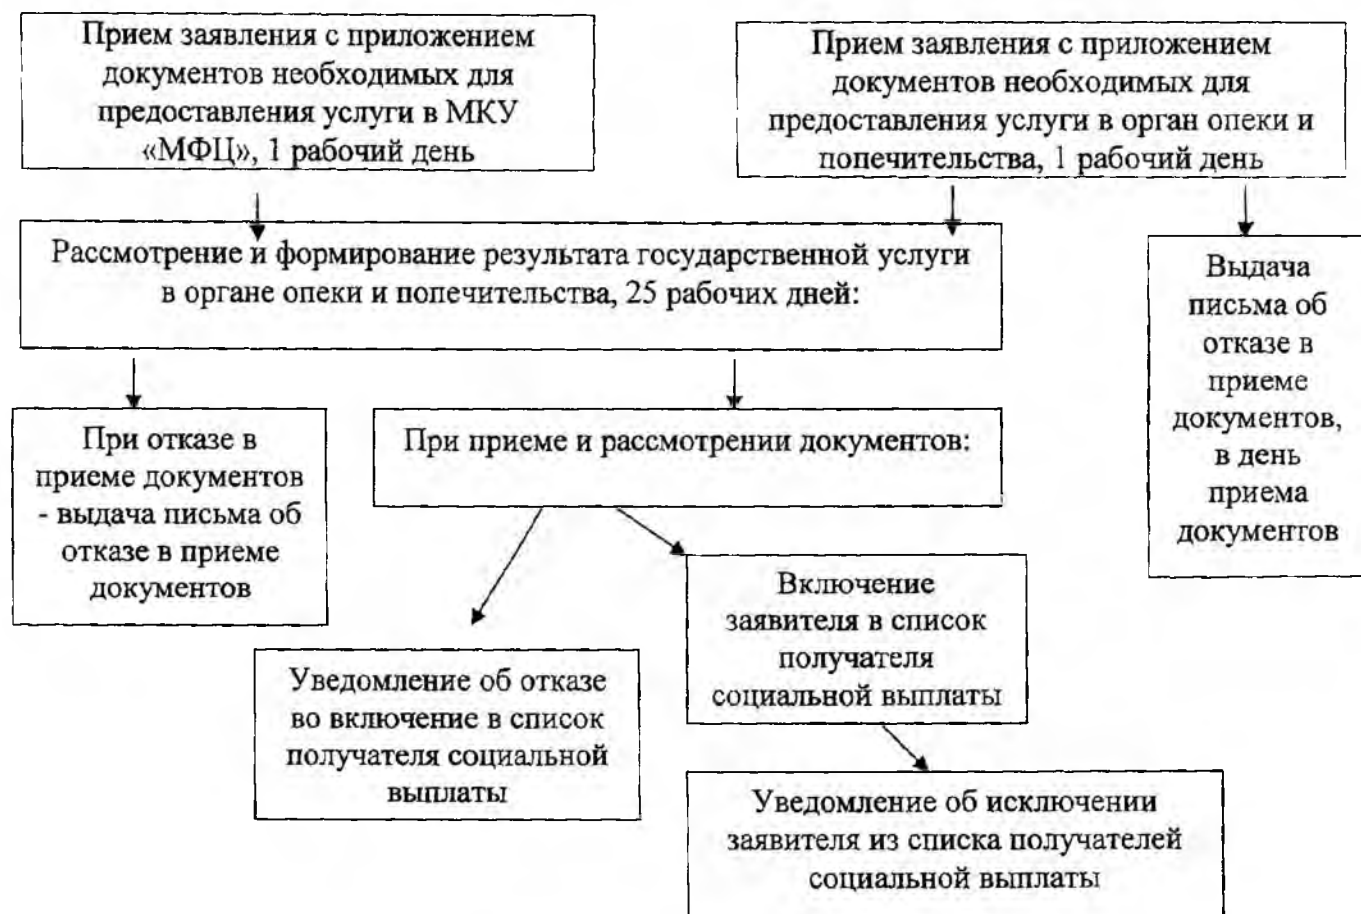 Прием заявления с приложением
документов необходимых для
предоставления услуги в МКУ
«МФЦ», 1 рабочий день
Прием заявления с приложением
документов необходимых для
предоставления услуги в орган опеки и
попечительства, 1 рабочий день
Рассмотрение и формирование результата государственной услуги
в органе опеки и попечительства, 25 рабочих дней:
Выдача
письма об
отказе в
приеме
документов,
в день
приема
документов
При отказе в
приеме документов
- выдача письма об
отказе в приеме
документов
При приеме и рассмотрении документов:
Включение
заявителя в список
получателя
социальной выплаты
Уведомление об отказе
во включение в список
получателя социальной
выплаты
Уведомление об исключении
заявителя из списка получателей
социальной выплаты